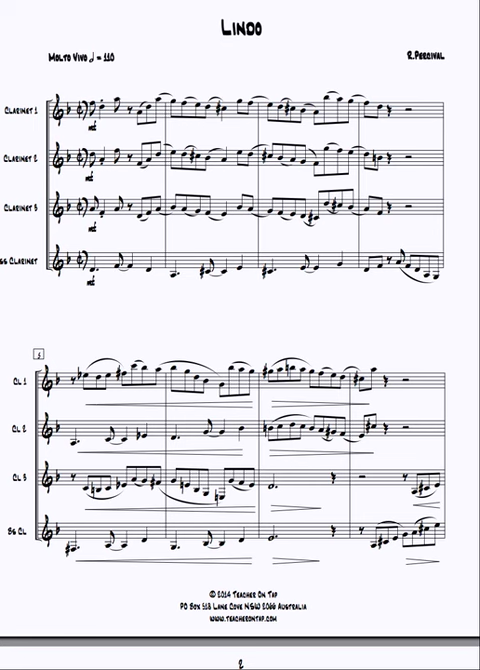 Lindo
Molto Vivo = 110
R.Percival
Clarinet 1
mf
Clarinet 2
mf
Clarinet 3
mf
ss Clarinet
mf
5
Cl 1
Cl 2
Cl 3
Bs Cl
© 2014 Teacher On Tap
PO Box 118 Lane Cove NSW 2066 Australia
www.teacherontap.com
2